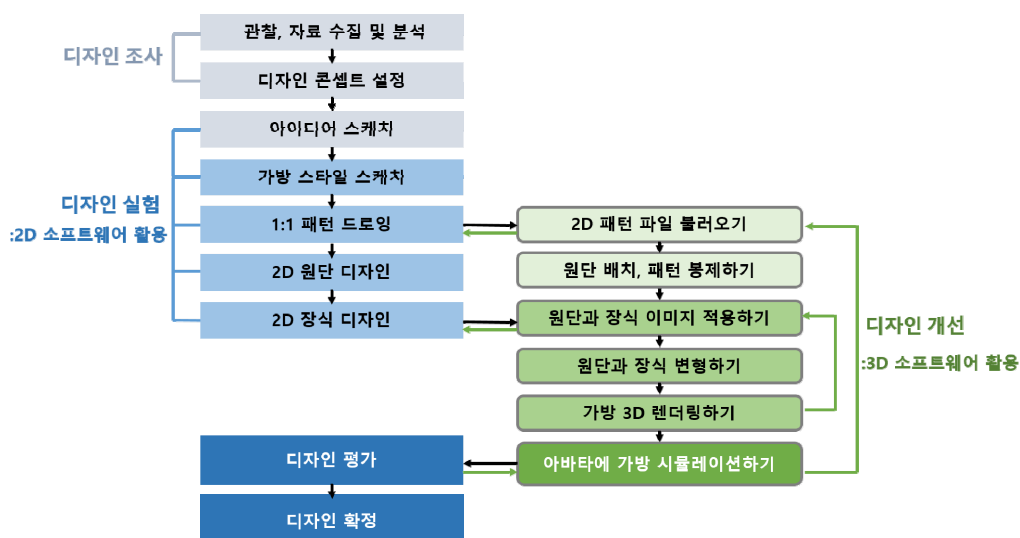 관찰, 자료 수집 및 분석
디자인 조사
디자인 콘셉트 설정
아이디어 스케치
가방 스타일 스케치
디자인 실험
:2D 소프트웨어 활용
1:1 패턴 드로잉
2D 패턴 파일 불러오기
2D 원단 디자인
원단 배치, 패턴 봉제하기
2D 장식 디자인
원단과 장식 이미지 적용하기
디자인 개선
:3D 소프트웨어 활용
원단과 장식 변형하기
가방 3D 렌더링하기
디자인 평가
아바타에 가방 시뮬레이션하기
디자인 확정